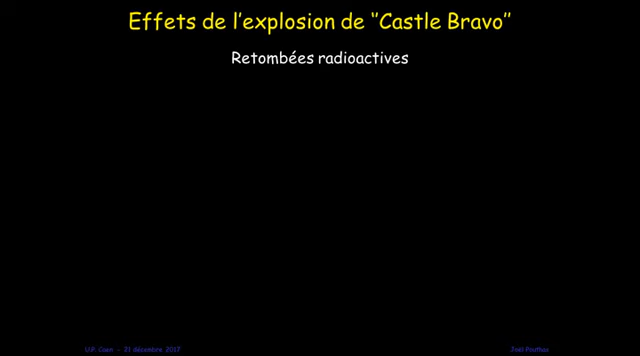 Effets de l'explosion de ‘’Castle Bravo’’
Retombées radioactives
U.P. Caen – 21 décembre 2017
Joël Pouthas